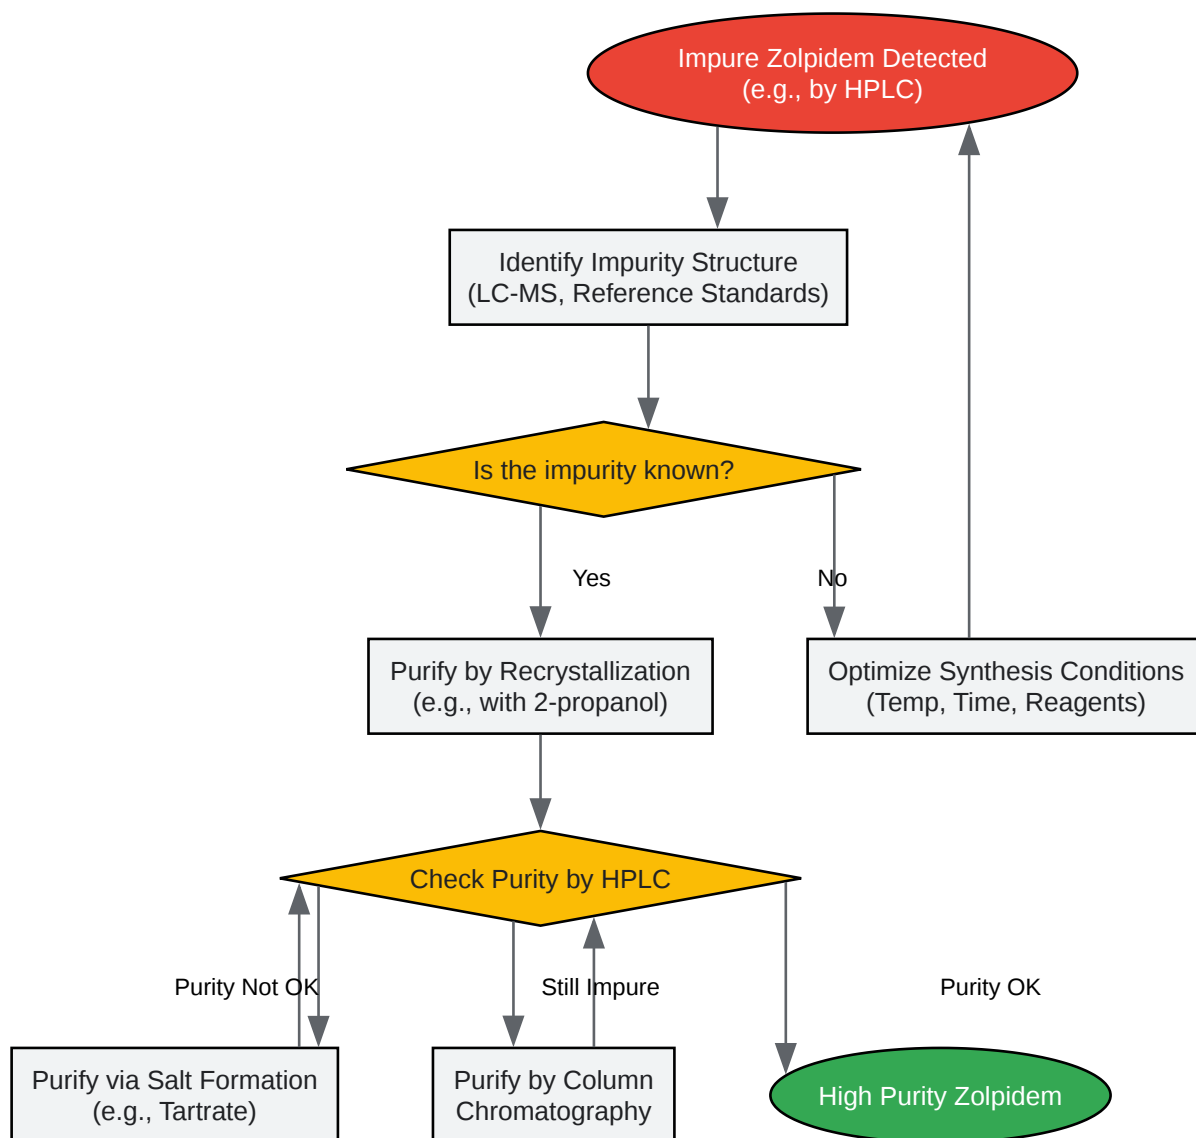 Impure Zolpidem Detected
(e.g., by HPLC)
Identify Impurity Structure
(LC-MS, Reference Standards)
Is the impurity known?
Yes
No
Purify by Recrystallization
(e.g., with 2-propanol)
Optimize Synthesis Conditions
(Temp, Time, Reagents)
Check Purity by HPLC
Purity Not OK
Still Impure
Purity OK
Purify via Salt Formation
(e.g., Tartrate)
Purify by Column
Chromatography
High Purity Zolpidem